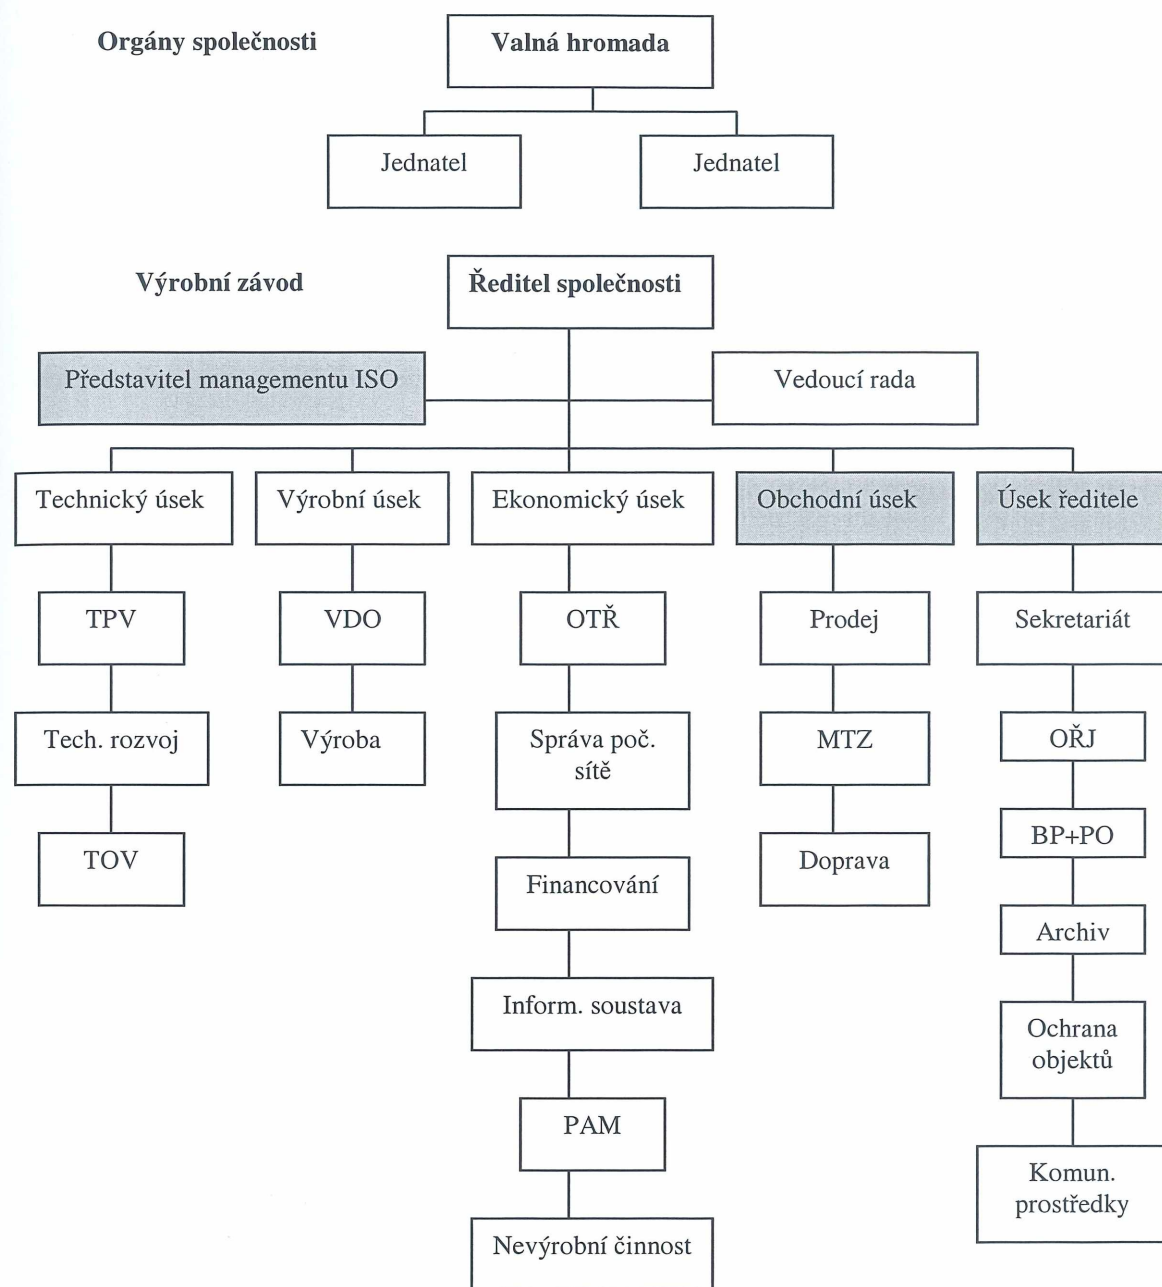 Orgány společnosti
Valná hromada
Jednatel
Jednatel
Výrobní závod
Ředitel společnosti
Představitel managementu ISO
Vedoucí rada
Technický úsek
Výrobní úsek
Ekonomický úsek
Obchodní úsek
Úsek ředitele
TPV
VDO
OTŘ
Prodej
Sekretariát
Tech. rozvoj
Výroba
Správa poč.
sítě
MTZ
OŘJ
TOV
Financování
Doprava
BP+PO
Archiv
Inform. soustava
Ochrana
objektů
PAM
Komun.
prostředky
Nevýrobní činnost